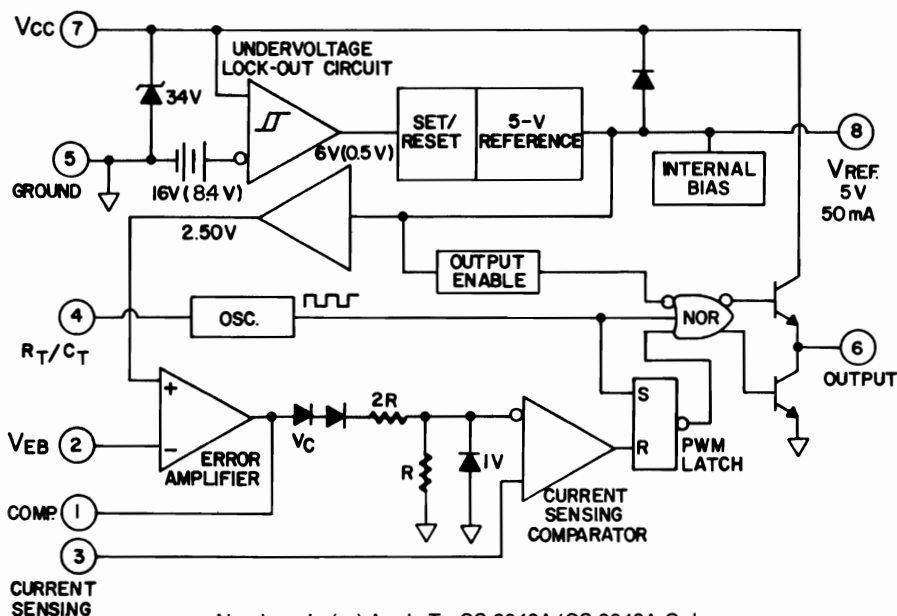 VCC 7
UNDERVOLTAGE
LOCK-OUT CIRCUIT
34V
SET/
RESET
5-V
REFERENCE
6V (0.5 V)
8
VREF.
5V
50mA
5
GROUND
16V (8.4 V)
INTERNAL
BIAS
2.50V
OUTPUT
ENABLE
NOR
4
RT/CT
OSC.
6
OUTPUT
2R
S
R
PWM
LATCH
+
−
VC
VEB 2
ERROR
AMPLIFIER
R
1V
CURRENT
SENSING
COMPARATOR
COMP. 1
3
CURRENT
SENSING